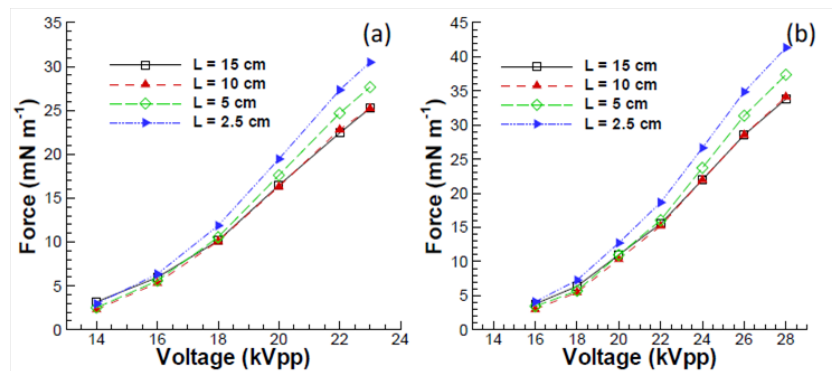 (a)
L = 15 cm
L = 10 cm
L = 5 cm
L = 2.5 cm
Force (mN m⁻¹)
35
30
25
20
15
10
5
0
14 16 18 20 22 24
Voltage (kVpp)
(b)
L = 15 cm
L = 10 cm
L = 5 cm
L = 2.5 cm
Force (mN m⁻¹)
45
40
35
30
25
20
15
10
5
0
14 16 18 20 22 24 26 28
Voltage (kVpp)